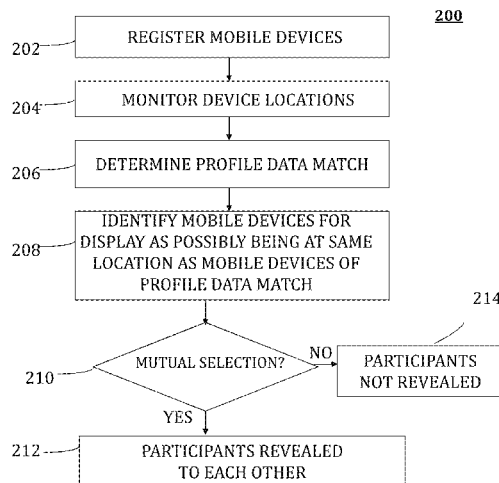 200
202
REGISTER MOBILE DEVICES
204
MONITOR DEVICE LOCATIONS
206
DETERMINE PROFILE DATA MATCH
208
IDENTIFY MOBILE DEVICES FOR
DISPLAY AS POSSIBLY BEING AT SAME
LOCATION AS MOBILE DEVICES OF
PROFILE DATA MATCH
210
MUTUAL SELECTION?
NO
214
PARTICIPANTS
NOT REVEALED
YES
212
PARTICIPANTS REVEALED
TO EACH OTHER